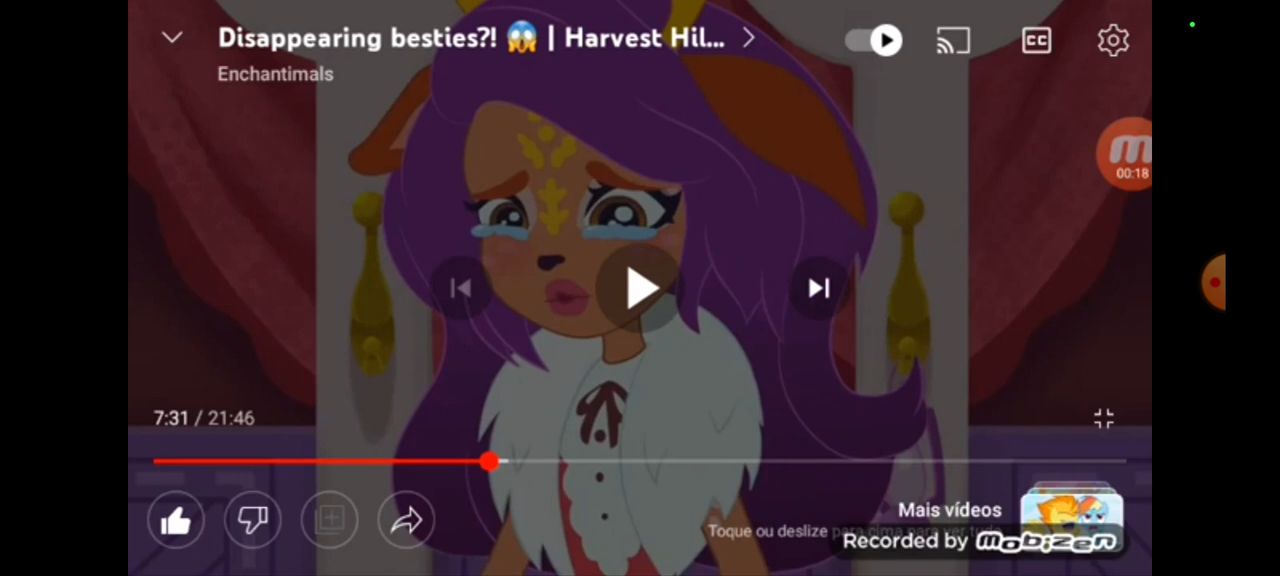 Disappearing besties?! 😱 | Harvest Hil...
Enchantimals
CC
00:18
7:31 / 21:46
Mais vídeos
Toque ou deslize para cima para ver tudo
Recorded by mobizen